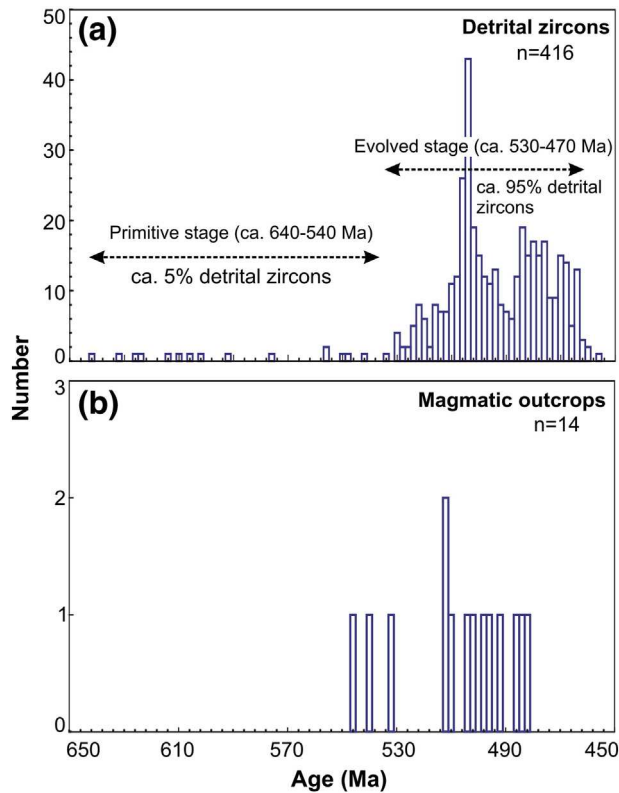 50
(a)
Detrital zircons
n=416
40
30
Evolved stage (ca. 530-470 Ma)
ca. 95% detrital
zircons
20
Primitive stage (ca. 640-540 Ma)
ca. 5% detrital zircons
10
0
Number
3
(b)
Magmatic outcrops
n=14
2
1
0
650 610 570 530 490 450
Age (Ma)